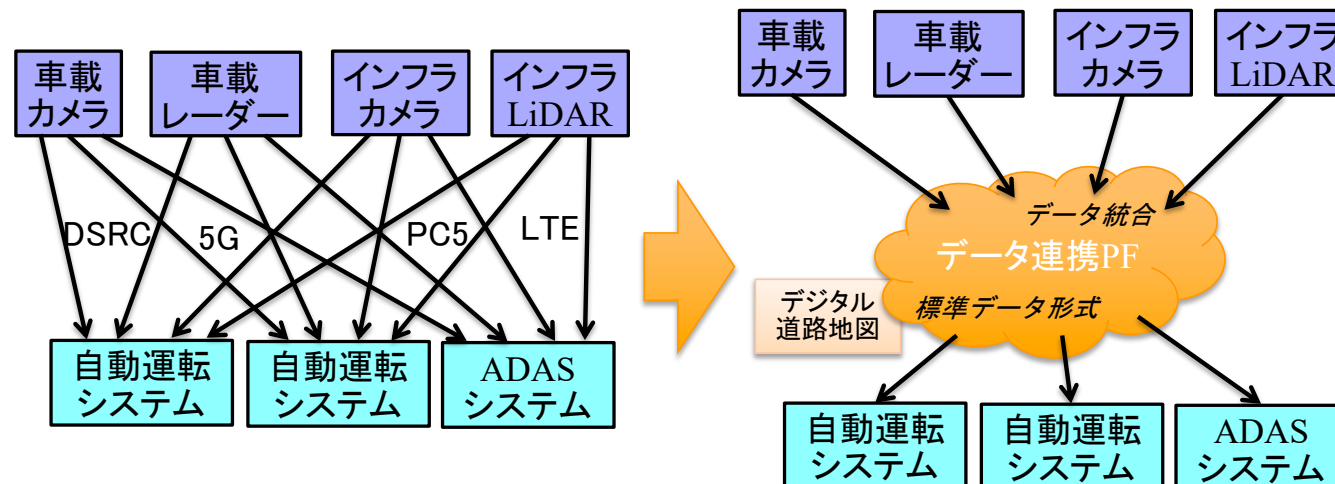 車載
カメラ
車載
レーダー
インフラ
カメラ
インフラ
LiDAR
DSRC
5G
PC5
LTE
自動運転
システム
自動運転
システム
ADAS
システム
車載
カメラ
車載
レーダー
インフラ
カメラ
インフラ
LiDAR
データ統合
データ連携PF
標準データ形式
デジタル
道路地図
自動運転
システム
自動運転
システム
ADAS
システム